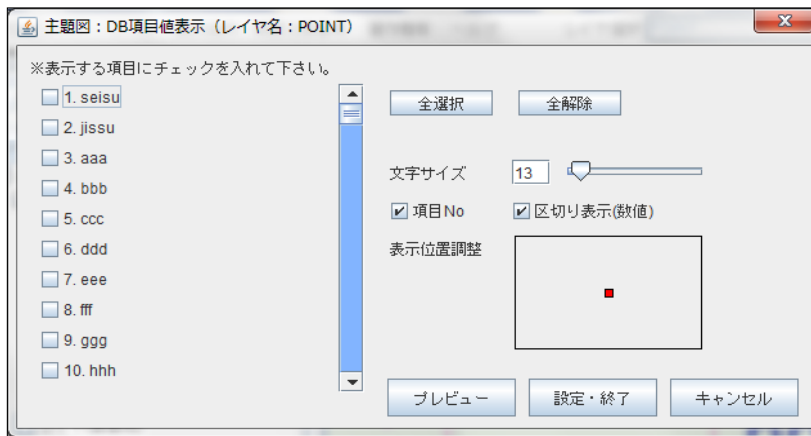 主題図：DB項目値表示（レイヤ名：POINT）
※表示する項目にチェックを入れて下さい。
1. seisu
2. jissu
3. aaa
4. bbb
5. ccc
6. ddd
7. eee
8. fff
9. ggg
10. hhh
全選択 全解除
文字サイズ 13
項目No 区切り表示(数値)
表示位置調整
プレビュー 設定・終了 キャンセル